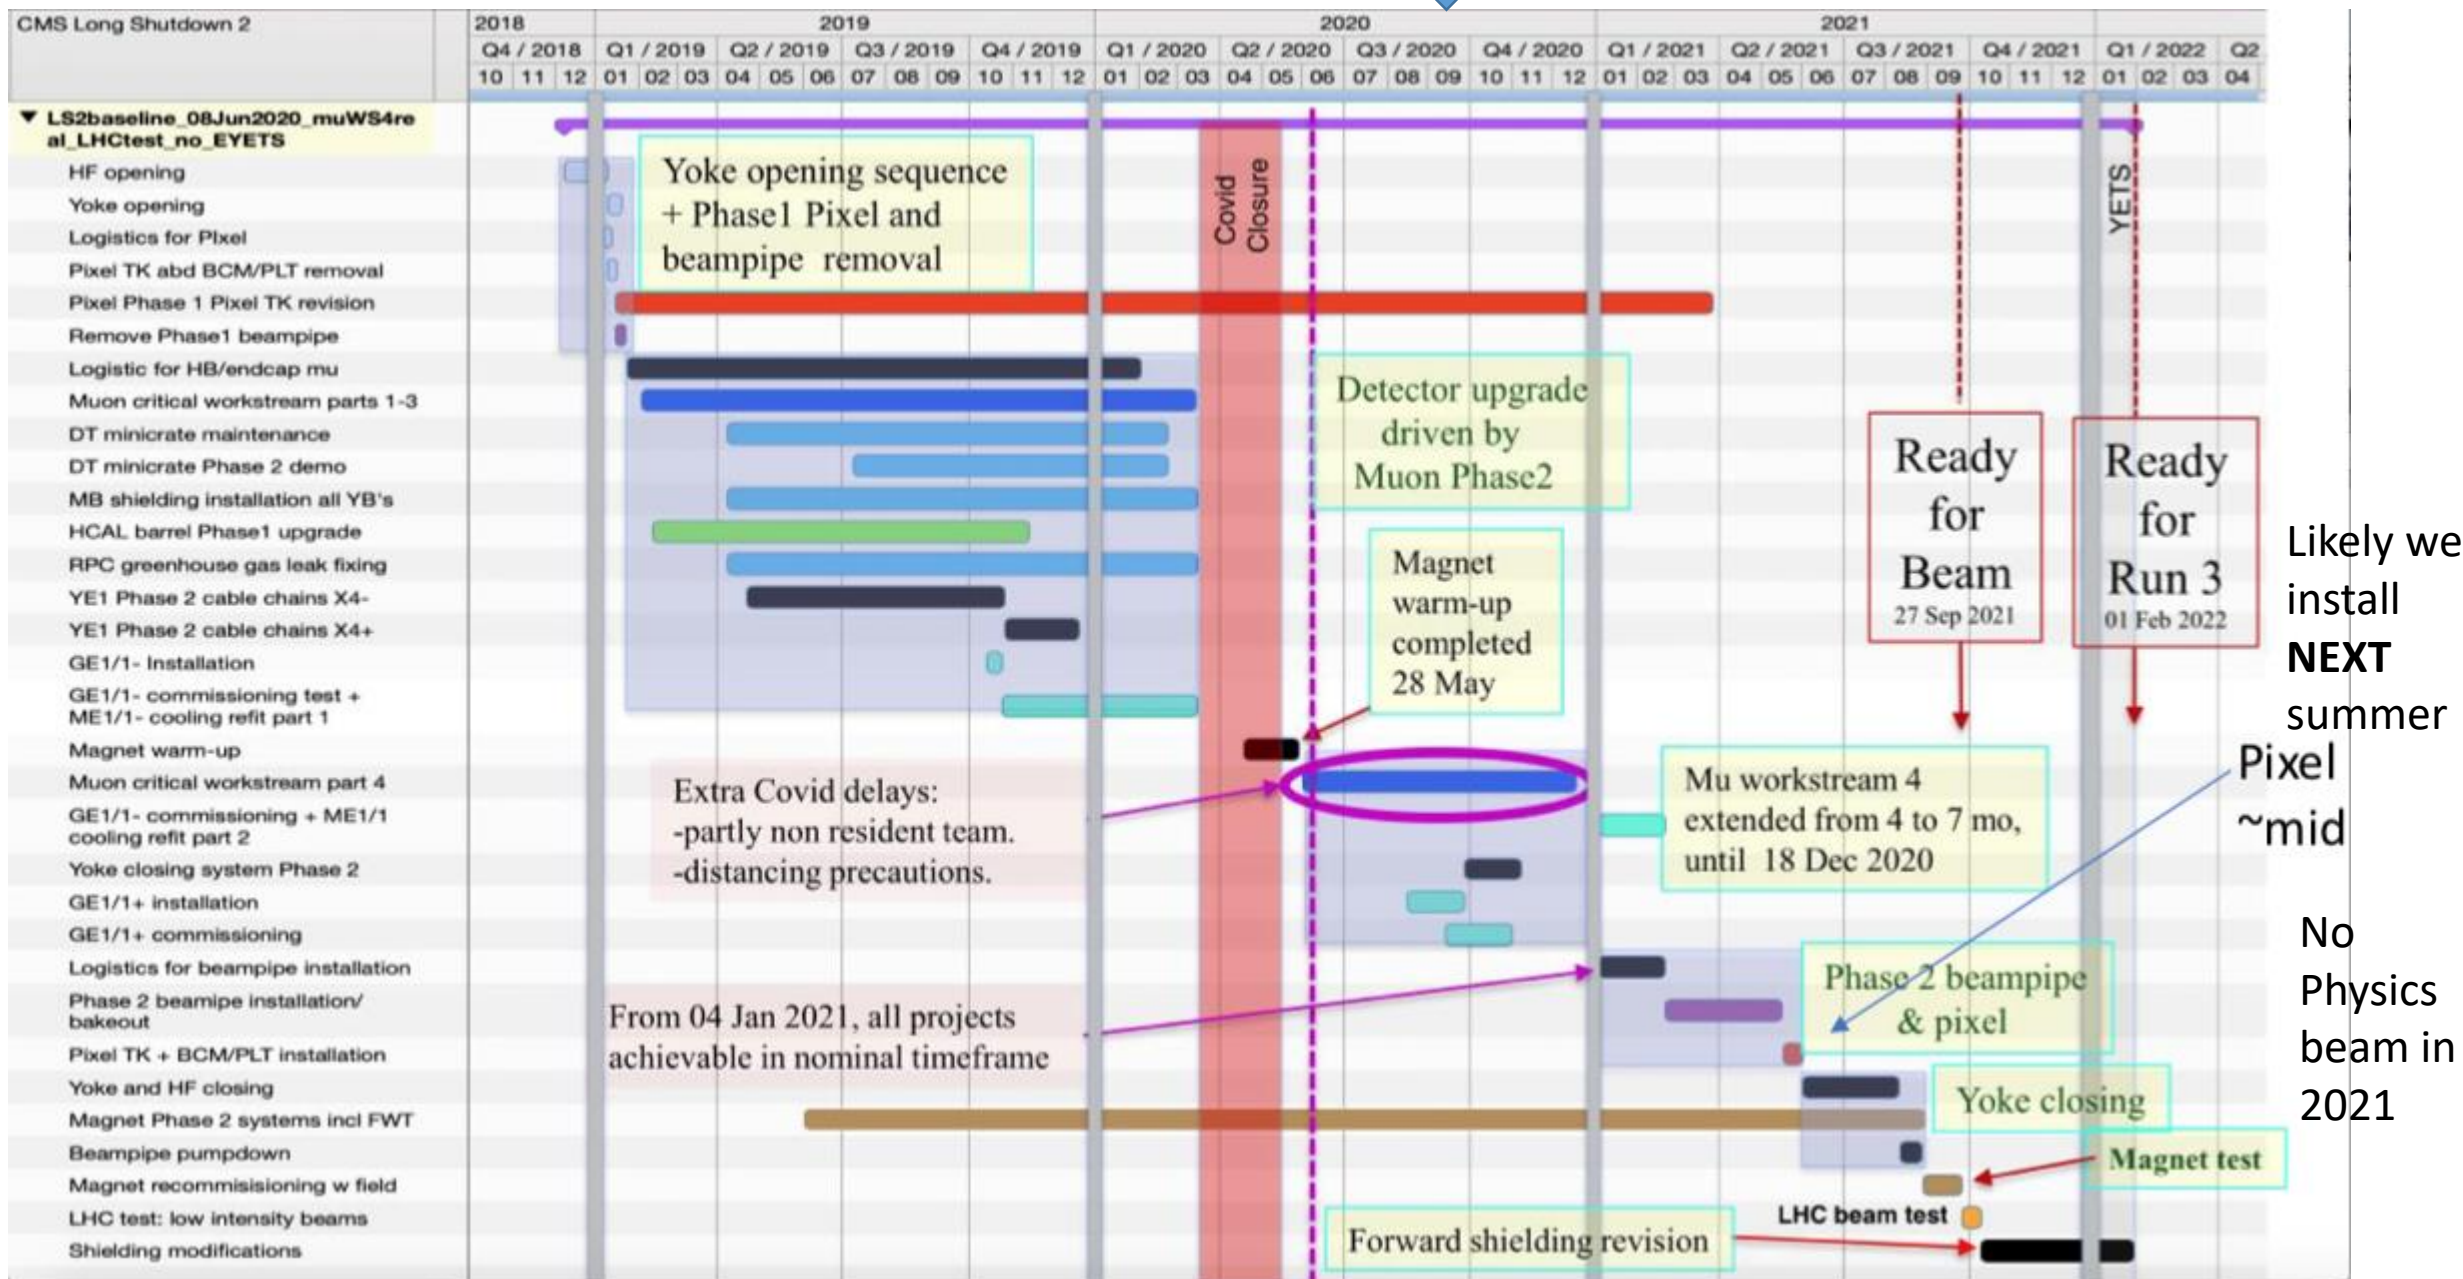 CMS Long Shutdown 2
2018 2019 2020 2021
Q4 / 2018 Q1 / 2019 Q2 / 2019 Q3 / 2019 Q4 / 2019 Q1 / 2020 Q2 / 2020 Q3 / 2020 Q4 / 2020 Q1 / 2021 Q2 / 2021 Q3 / 2021 Q4 / 2021 Q1 / 2022 Q2
10 11 12 01 02 03 04 05 06 07 08 09 10 11 12 01 02 03 04 05 06 07 08 09 10 11 12 01 02 03 04 05 06 07 08 09 10 11 12 01 02 03 04
LS2baseline_08Jun2020_muWS4re
al_LHCtest_no_EYETS
HF opening
Yoke opening
Logistics for PIxel
Pixel TK abd BCM/PLT removal
Pixel Phase 1 Pixel TK revision
Remove Phase1 beampipe
Logistic for HB/endcap mu
Muon critical workstream parts 1-3
DT minicrate maintenance
DT minicrate Phase 2 demo
MB shielding installation all YB's
HCAL barrel Phase1 upgrade
RPC greenhouse gas leak fixing
YE1 Phase 2 cable chains X4-
YE1 Phase 2 cable chains X4+
GE1/1- Installation
GE1/1- commissioning test +
ME1/1- cooling refit part 1
Magnet warm-up
Muon critical workstream part 4
GE1/1- commissioning + ME1/1
cooling refit part 2
Yoke closing system Phase 2
GE1/1+ installation
GE1/1+ commissioning
Logistics for beampipe installation
Phase 2 beamipe installation/
bakeout
Pixel TK + BCM/PLT installation
Yoke and HF closing
Magnet Phase 2 systems incl FWT
Beampipe pumpdown
Magnet recommisisioning w field
LHC test: low intensity beams
Shielding modifications
Yoke opening sequence
+ Phase1 Pixel and
beampipe removal
Covid
Closure
YETS
Detector upgrade
driven by
Muon Phase2
Magnet
warm-up
completed
28 May
Ready
for
Beam
27 Sep 2021
Ready
for
Run 3
01 Feb 2022
Likely we
install
NEXT
summer
Pixel
~mid
No
Physics
beam in
2021
Extra Covid delays:
-partly non resident team.
-distancing precautions.
Mu workstream 4
extended from 4 to 7 mo,
until 18 Dec 2020
From 04 Jan 2021, all projects
achievable in nominal timeframe
Phase 2 beampipe
& pixel
Yoke closing
Magnet test
LHC beam test
Forward shielding revision